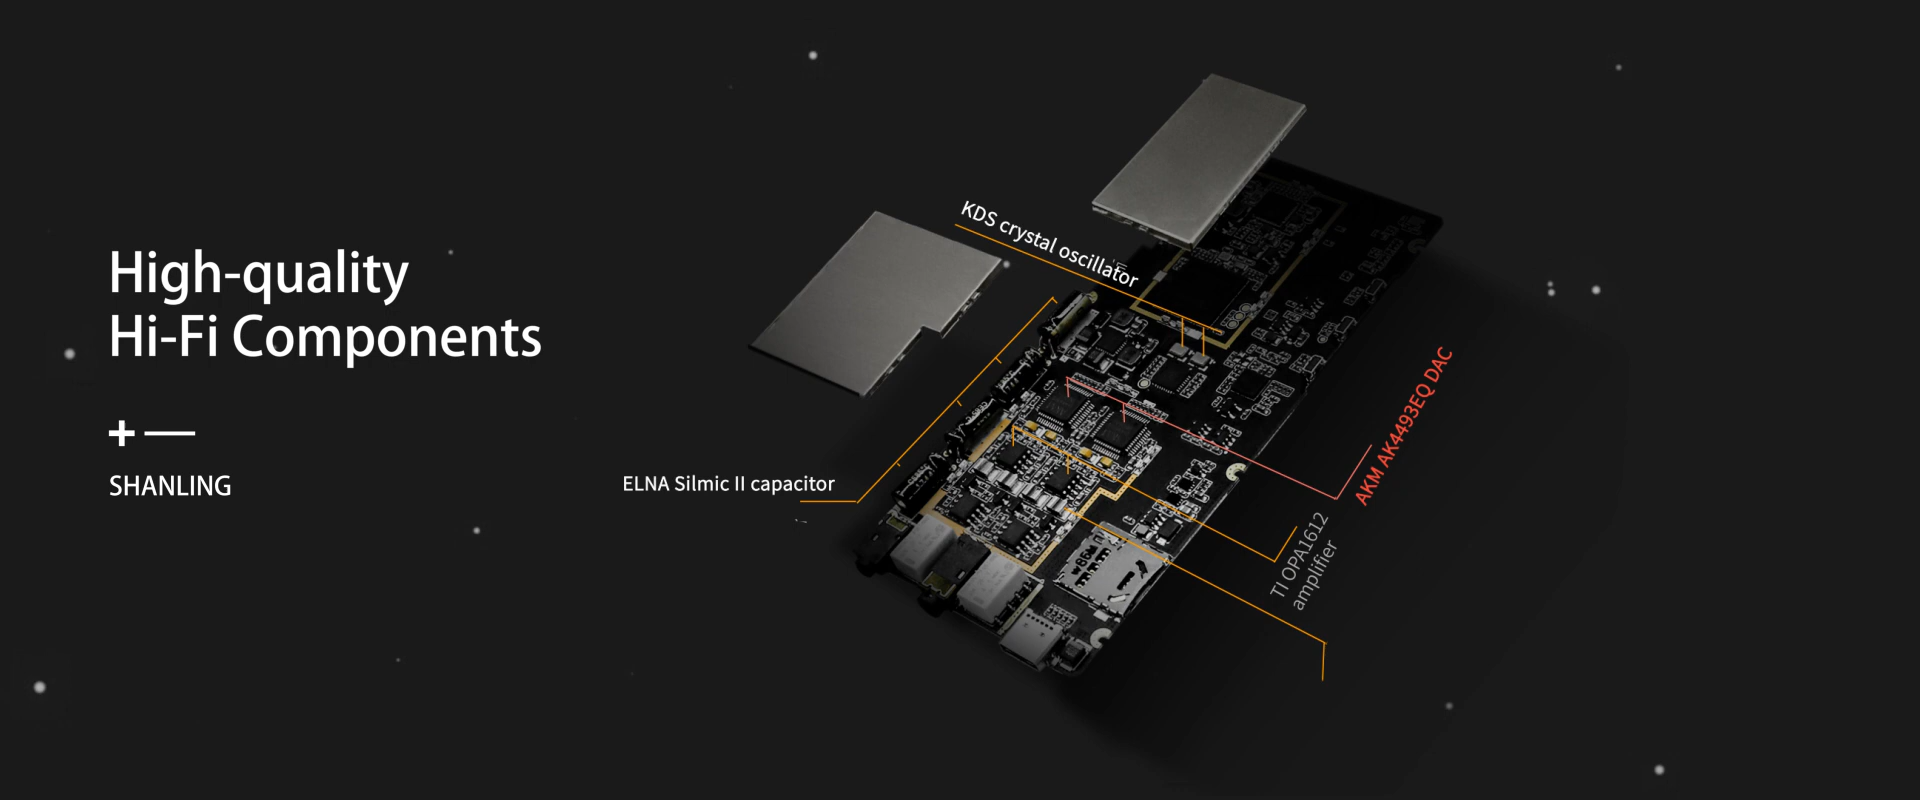 High-quality
Hi-Fi Components
SHANLING
KDS crystal oscillator
ELNA Silmic II capacitor
AKM AK4493EQ DAC
TI OPA1612
amplifier